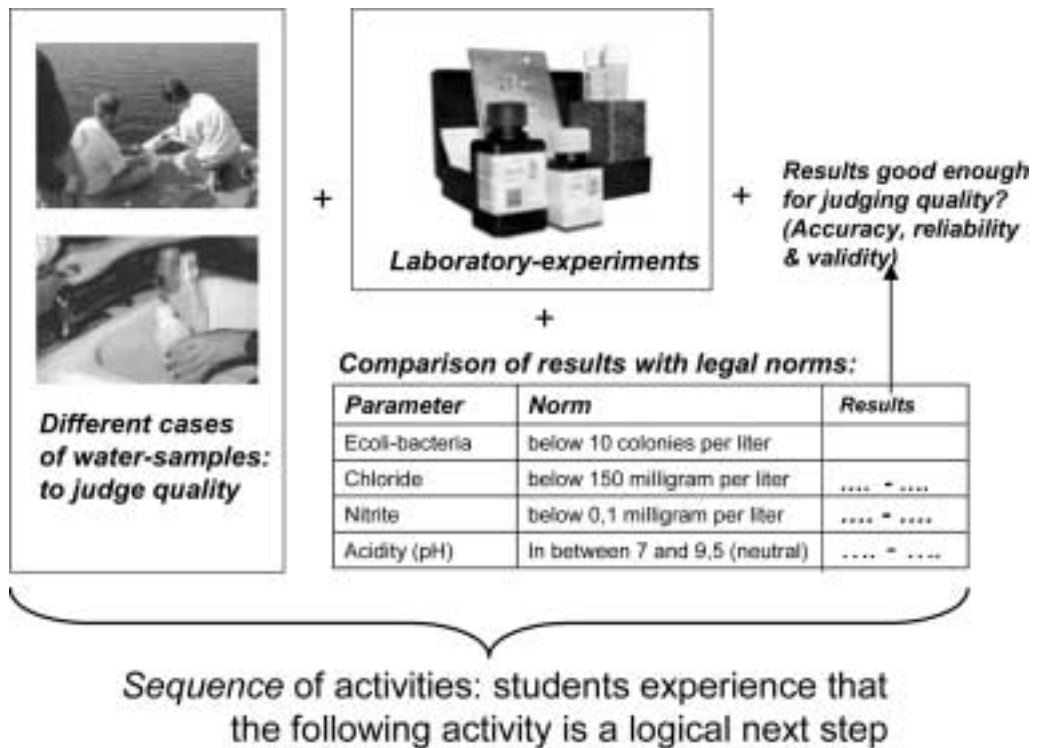 +
Laboratory-experiments
+
Results good enough
for judging quality?
(Accuracy, reliability
& validity)
Different cases
of water-samples:
to judge quality
+
Comparison of results with legal norms:
Parameter Norm Results
Ecoli-bacteria below 10 colonies per liter
Chloride below 150 milligram per liter .... - ....
Nitrite below 0,1 milligram per liter .... - ....
Acidity (pH) In between 7 and 9,5 (neutral) .... - ....
Sequence of activities: students experience that
the following activity is a logical next step